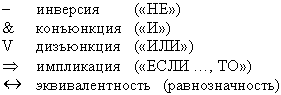 – инверсия («НЕ»)
& конъюнкция («И»)
V дизъюнкция («ИЛИ»)
⇒ импликация («ЕСЛИ …, ТО»)
↔ эквивалентность (равнозначность)